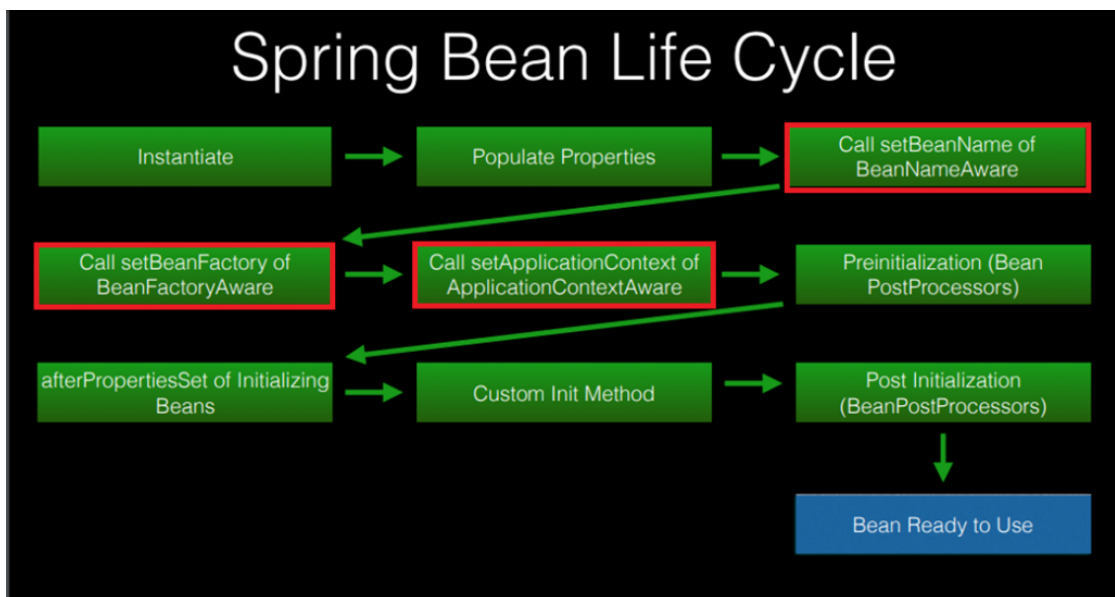 Spring Bean Life Cycle
Instantiate
Populate Properties
Call setBeanName of
BeanNameAware
Call setBeanFactory of
BeanFactoryAware
Call setApplicationContext of
ApplicationContextAware
Preinitialization (Bean
PostProcessors)
afterPropertiesSet of Initializing
Beans
Custom Init Method
Post Initialization
(BeanPostProcessors)
Bean Ready to Use